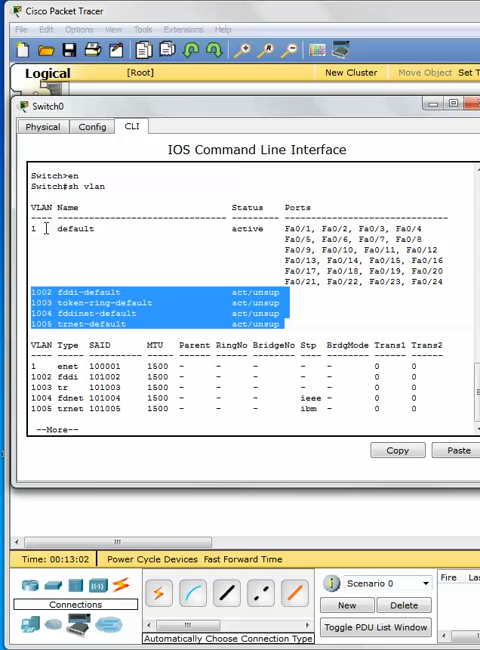 Cisco Packet Tracer
File Edit Options View Tools Extensions Help
Logical [Root] New Cluster Move Object Set T
Switch0
Physical Config CLI
IOS Command Line Interface
Switch>en
Switch#sh vlan
VLAN Name Status Ports
---- -------------------------------- --------- -------------------------------
1 default active Fa0/1, Fa0/2, Fa0/3, Fa0/4
Fa0/5, Fa0/6, Fa0/7, Fa0/8
Fa0/9, Fa0/10, Fa0/11, Fa0/12
Fa0/13, Fa0/14, Fa0/15, Fa0/16
Fa0/17, Fa0/18, Fa0/19, Fa0/20
Fa0/21, Fa0/22, Fa0/23, Fa0/24
1002 fddi-default act/unsup
1003 token-ring-default act/unsup
1004 fddinet-default act/unsup
1005 trnet-default act/unsup
VLAN Type SAID MTU Parent RingNo BridgeNo Stp BrdgMode Trans1 Trans2
---- ----- ---------- ----- ------ ------ -------- ---- -------- ------ ------
1 enet 100001 1500 - - - - - 0 0
1002 fddi 101002 1500 - - - - - 0 0
1003 tr 101003 1500 - - - - - 0 0
1004 fdnet 101004 1500 - - - ieee - 0 0
1005 trnet 101005 1500 - - - ibm - 0 0
--More--
Copy Paste
Time: 00:13:02 Power Cycle Devices Fast Forward Time
Scenario 0
Fire Las
Connections
New Delete
Toggle PDU List Window
Automatically Choose Connection Type